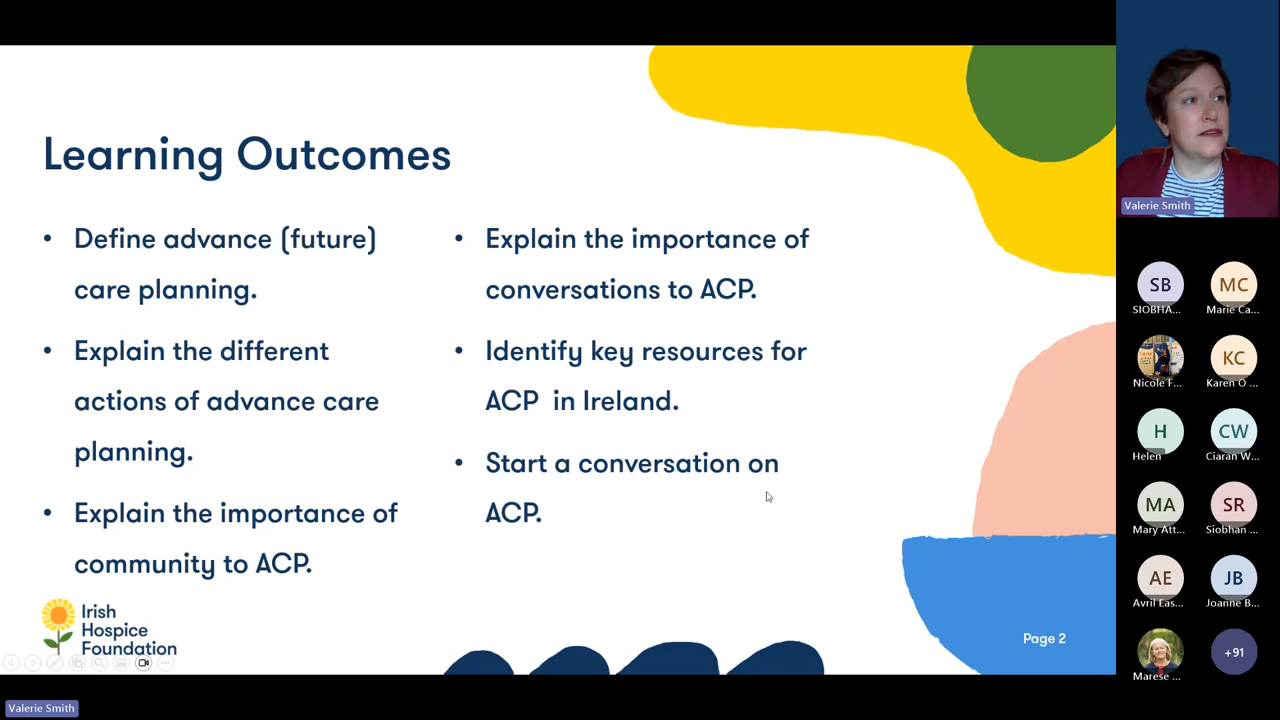 Learning Outcomes
• Define advance (future)
care planning.
• Explain the different
actions of advance care
planning.
• Explain the importance of
community to ACP.
• Explain the importance of
conversations to ACP.
• Identify key resources for
ACP in Ireland.
• Start a conversation on
ACP.
Irish
Hospice
Foundation
Page 2
Valerie Smith
SB
SIOBHA...
MC
Marie Ca...
Nicole F...
KC
Karen O ...
H
Helen
CW
Ciaran W...
MA
Mary Att...
SR
Siobhan ...
AE
Avril Eas...
JB
Joanne B...
Marese ...
+91
Valerie Smith